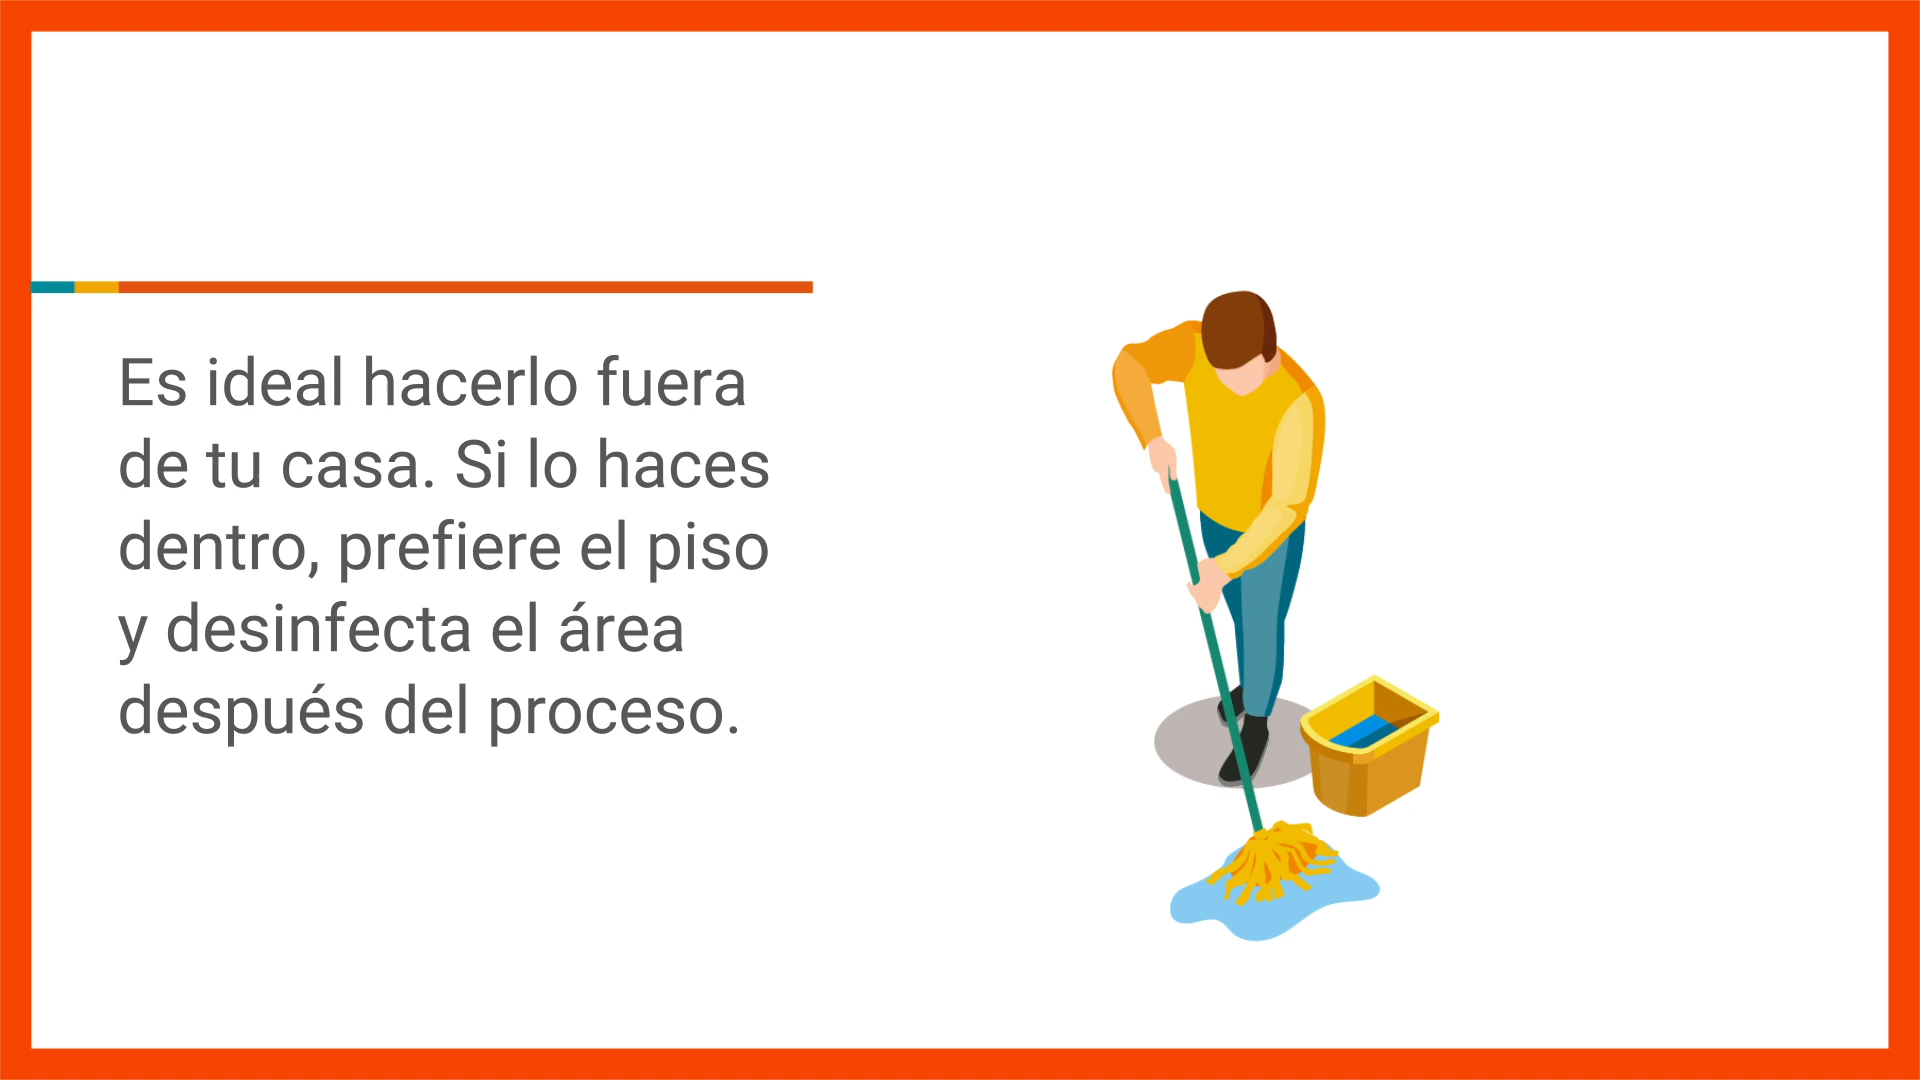 Es ideal hacerlo fuera
de tu casa. Si lo haces
dentro, prefiere el piso
y desinfecta el área
después del proceso.